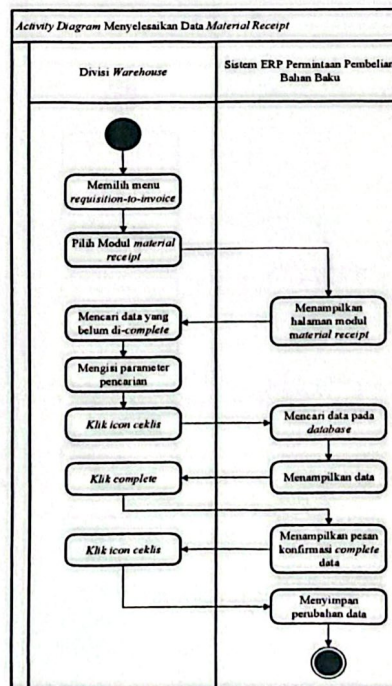 Activity Diagram Menyelesaikan Data Material Receipt
Divisi Warehouse
Sistem ERP Permintaan Pembelian
Bahan Baku
Memilih menu
requisition-to-invoice
Pilih Modul material
receipt
Menampilkan
halaman modul
material receipt
Mencari data yang
belum di-complete
Mengisi parameter
pencarian
Klik icon ceklis
Mencari data pada
database
Menampilkan data
Klik complete
Menampilkan pesan
konfirmasi complete
data
Klik icon ceklis
Menyimpan
perubahan data